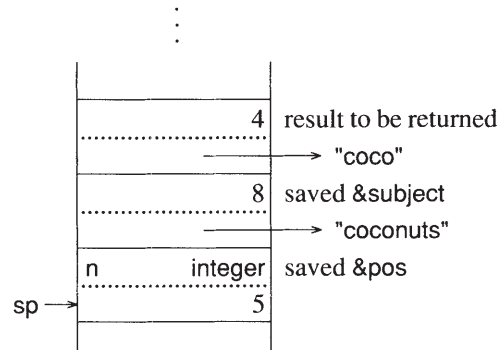 4 result to be returned
"coco"
8 saved &subject
"coconuts"
n integer saved &pos
sp 5